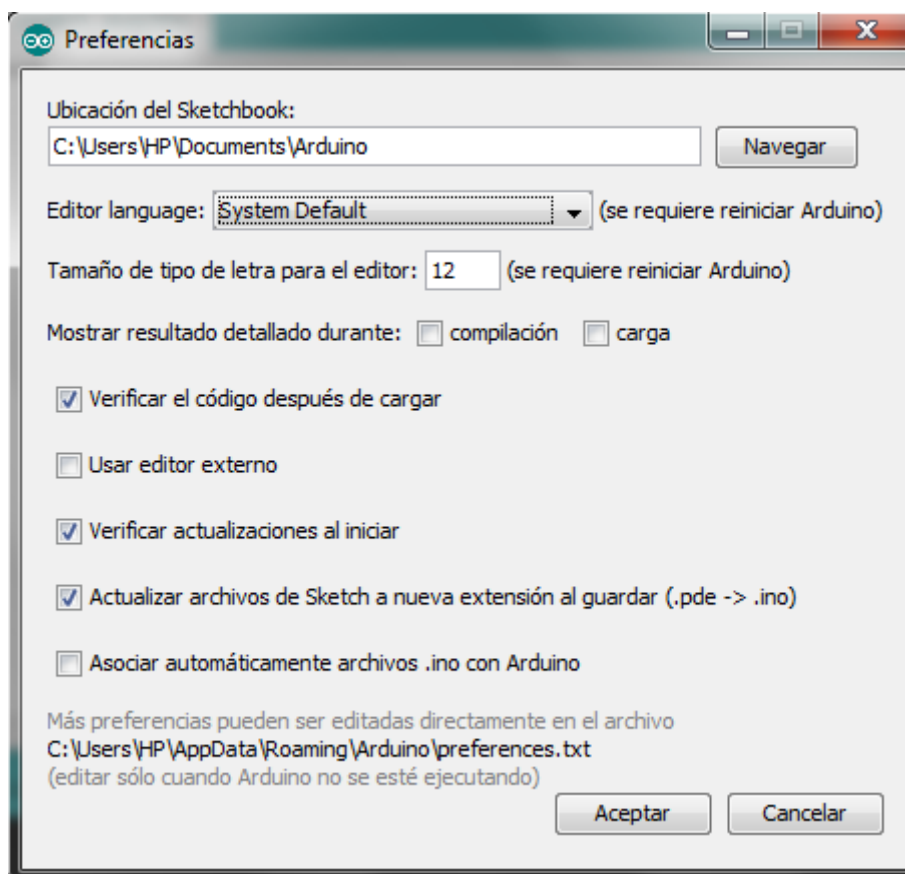 Preferencias
Ubicación del Sketchbook:
C:\Users\HP\Documents\Arduino
Navegar
Editor language: System Default (se requiere reiniciar Arduino)
Tamaño de tipo de letra para el editor: 12 (se requiere reiniciar Arduino)
Mostrar resultado detallado durante: compilación carga
Verificar el código después de cargar
Usar editor externo
Verificar actualizaciones al iniciar
Actualizar archivos de Sketch a nueva extensión al guardar (.pde -> .ino)
Asociar automáticamente archivos .ino con Arduino
Más preferencias pueden ser editadas directamente en el archivo
C:\Users\HP\AppData\Roaming\Arduino\preferences.txt
(editar sólo cuando Arduino no se esté ejecutando)
Aceptar Cancelar